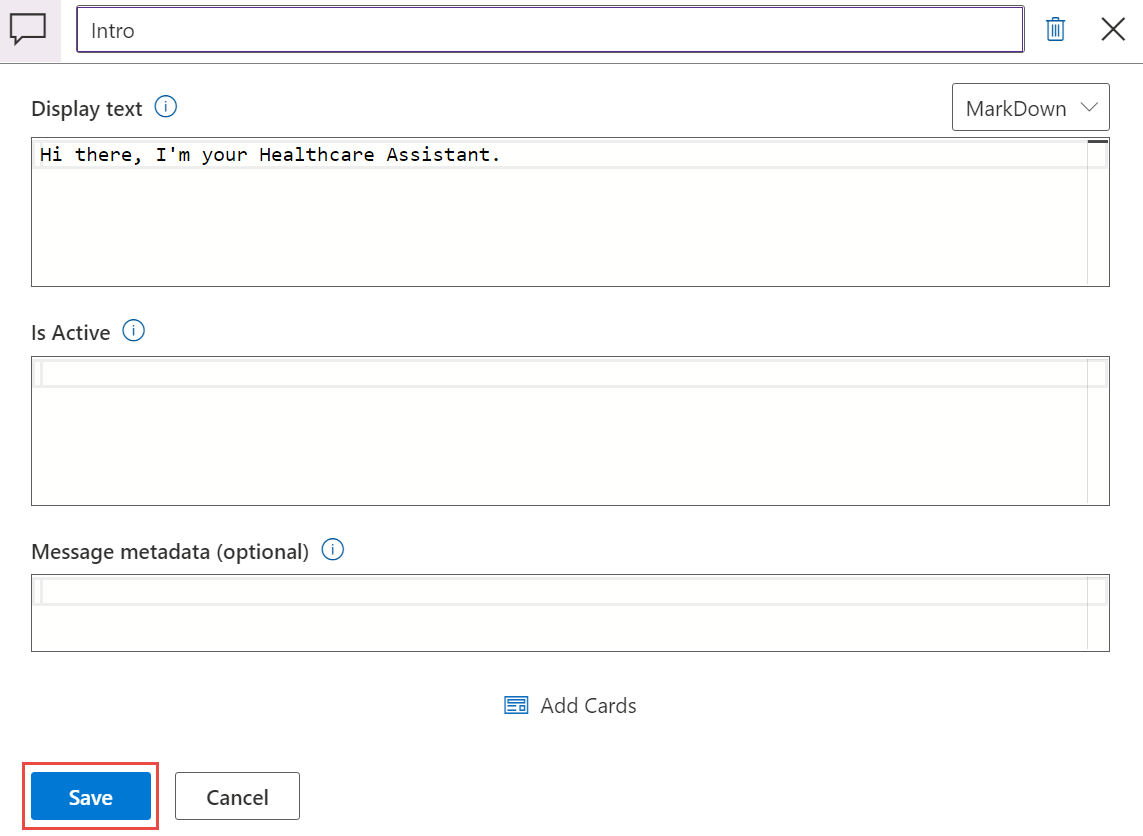 Intro
Display text
MarkDown
Hi there, I'm your Healthcare Assistant.
Is Active
Message metadata (optional)
Add Cards
Save
Cancel